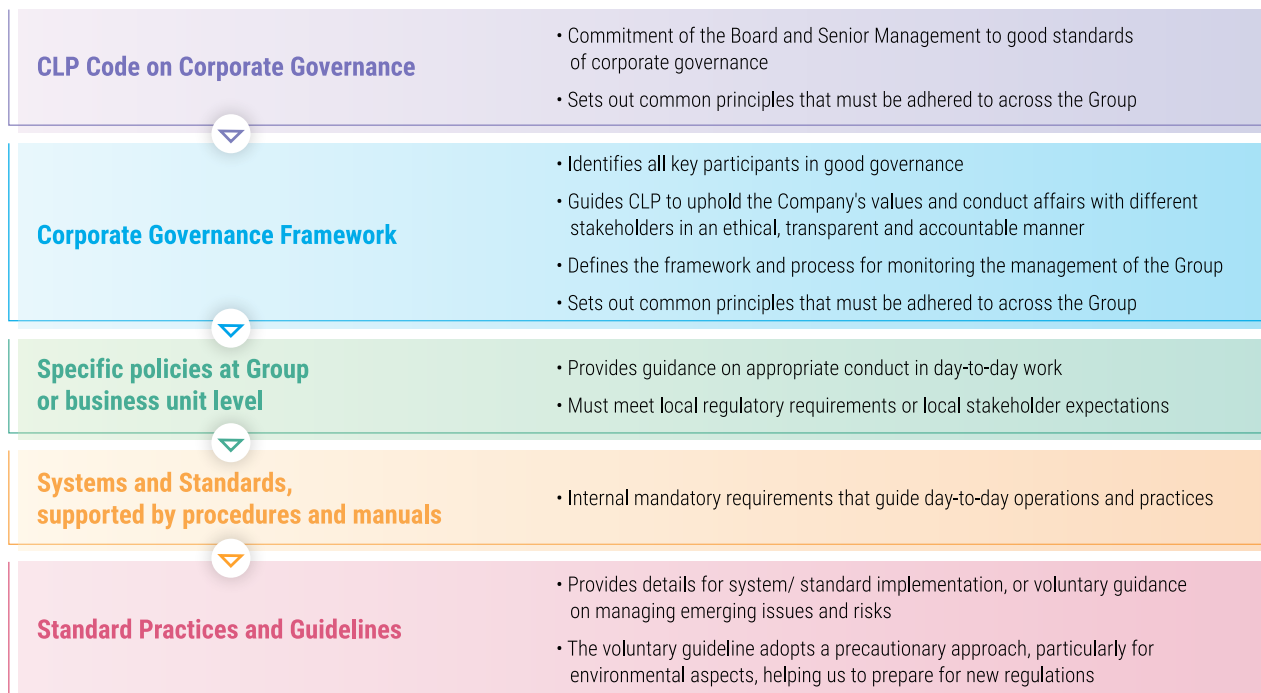 CLP Code on Corporate Governance
• Commitment of the Board and Senior Management to good standards
of corporate governance
• Sets out common principles that must be adhered to across the Group
Corporate Governance Framework
• Identifies all key participants in good governance
• Guides CLP to uphold the Company's values and conduct affairs with different
stakeholders in an ethical, transparent and accountable manner
• Defines the framework and process for monitoring the management of the Group
• Sets out common principles that must be adhered to across the Group
Specific policies at Group
or business unit level
• Provides guidance on appropriate conduct in day-to-day work
• Must meet local regulatory requirements or local stakeholder expectations
Systems and Standards,
supported by procedures and manuals
• Internal mandatory requirements that guide day-to-day operations and practices
Standard Practices and Guidelines
• Provides details for system/ standard implementation, or voluntary guidance
on managing emerging issues and risks
• The voluntary guideline adopts a precautionary approach, particularly for
environmental aspects, helping us to prepare for new regulations